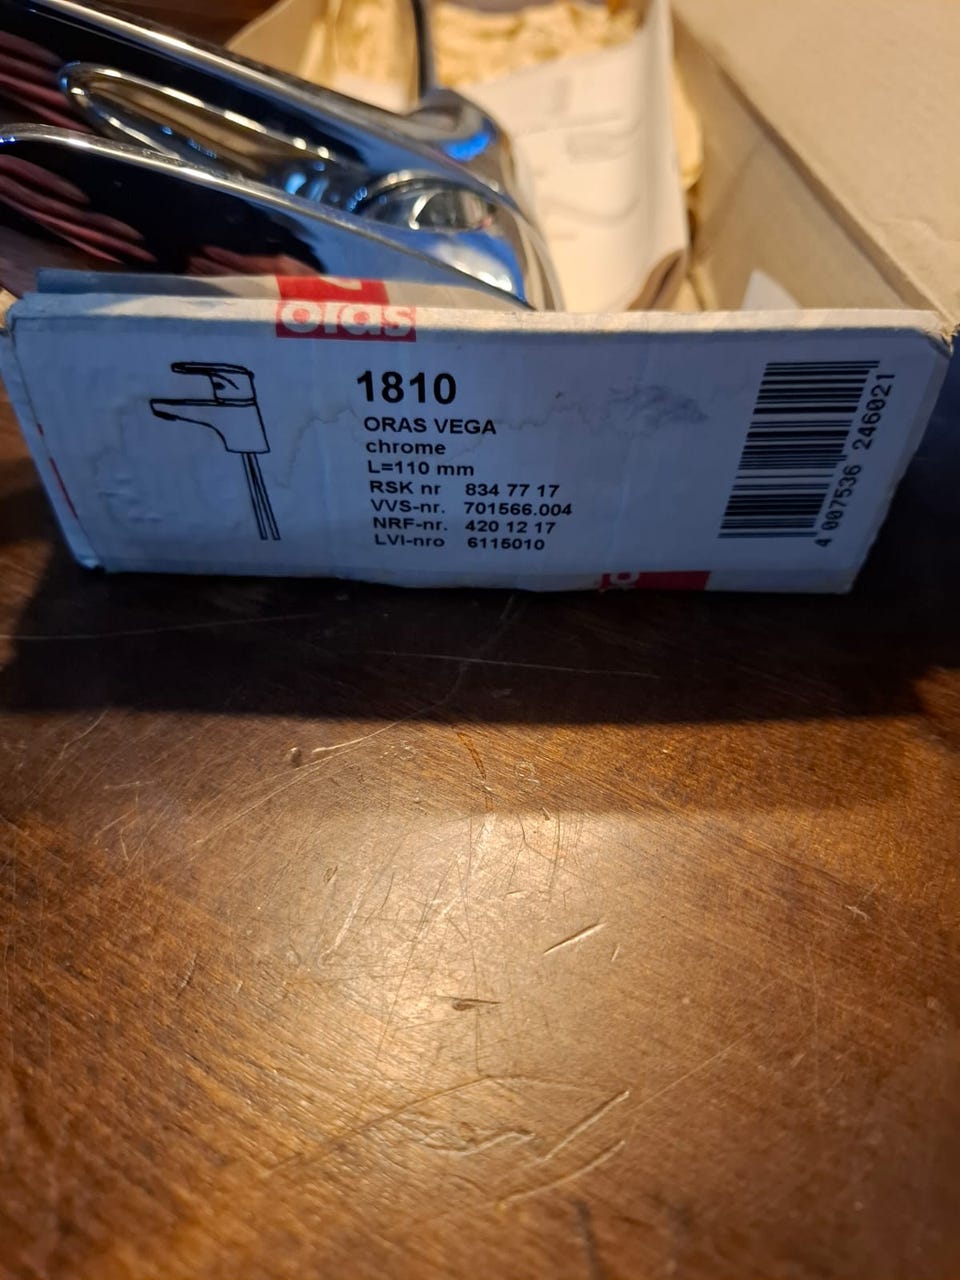 oras
1810
ORAS VEGA
chrome
L=110 mm
RSK nr 834 77 17
VVS-nr. 701566.004
NRF-nr. 420 12 17
LVI-nro 6115010
4 007536 246021